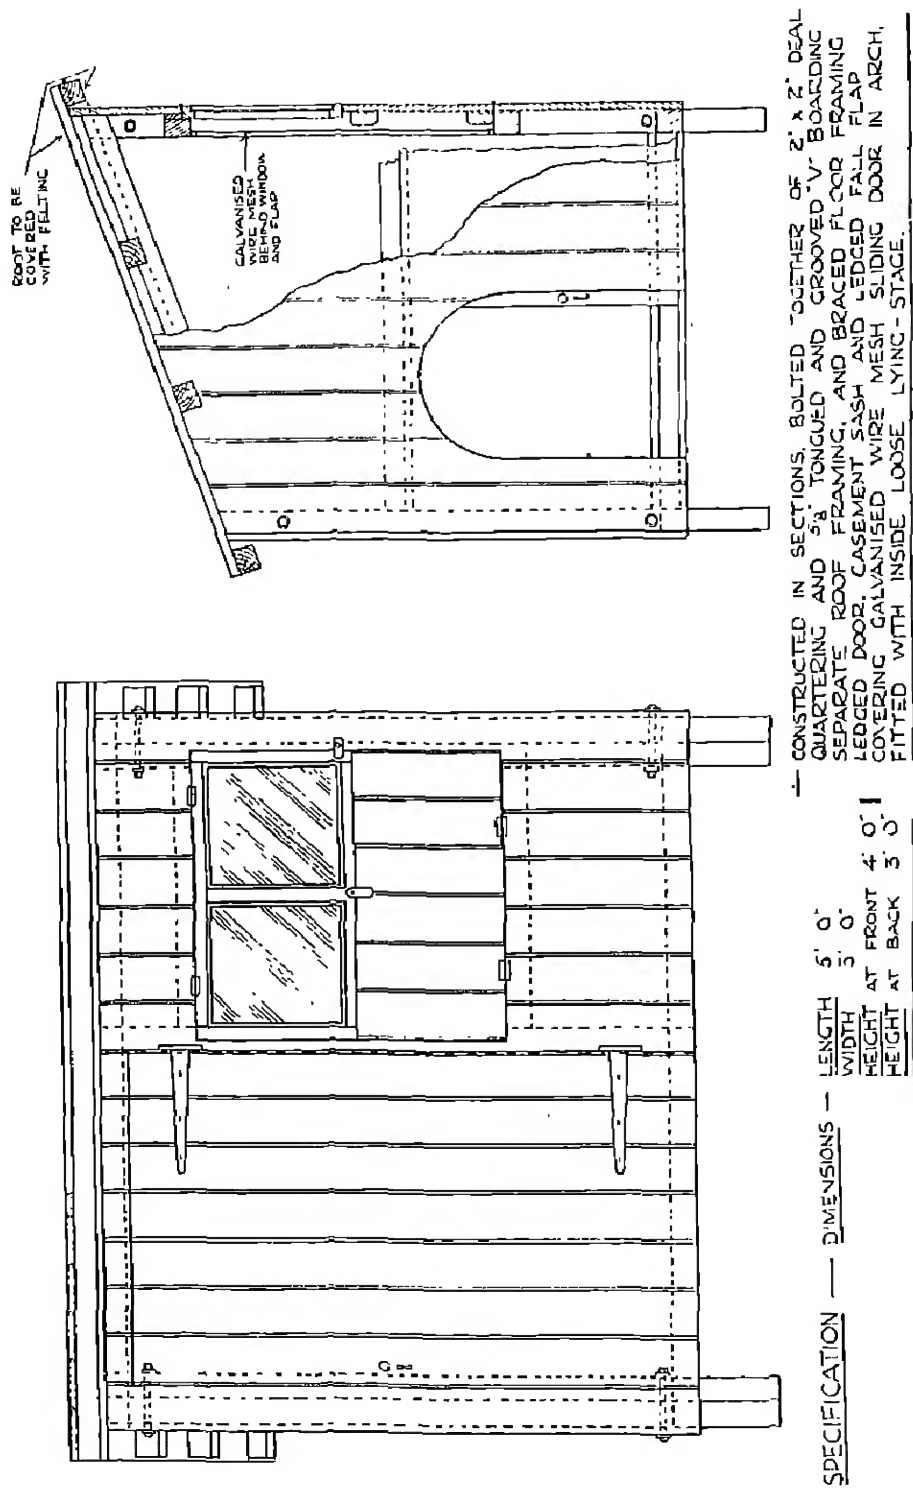 ROOF TO BE
COVERED
WITH FELTING
GALVANISED
WIRE MESH
BEHIND WINDOW
AND FLAP
SPECIFICATION — DIMENSIONS — LENGTH 5' 0"
WIDTH 3' 0"
HEIGHT AT FRONT 4' 0"
HEIGHT AT BACK 3' 0"
— CONSTRUCTED IN SECTIONS, BOLTED TOGETHER OF 2" x 2" DEAL
QUARTERING AND 5/8" TONGUED AND GROOVED "V" BOARDING
SEPARATE ROOF FRAMING, AND BRACED FLOOR FRAMING
LEDGED DOOR, CASEMENT SASH AND LEDGED FALL FLAP
COVERING GALVANISED WIRE MESH SLIDING DOOR IN ARCH,
FITTED WITH INSIDE LOOSE LYING-STAGE.